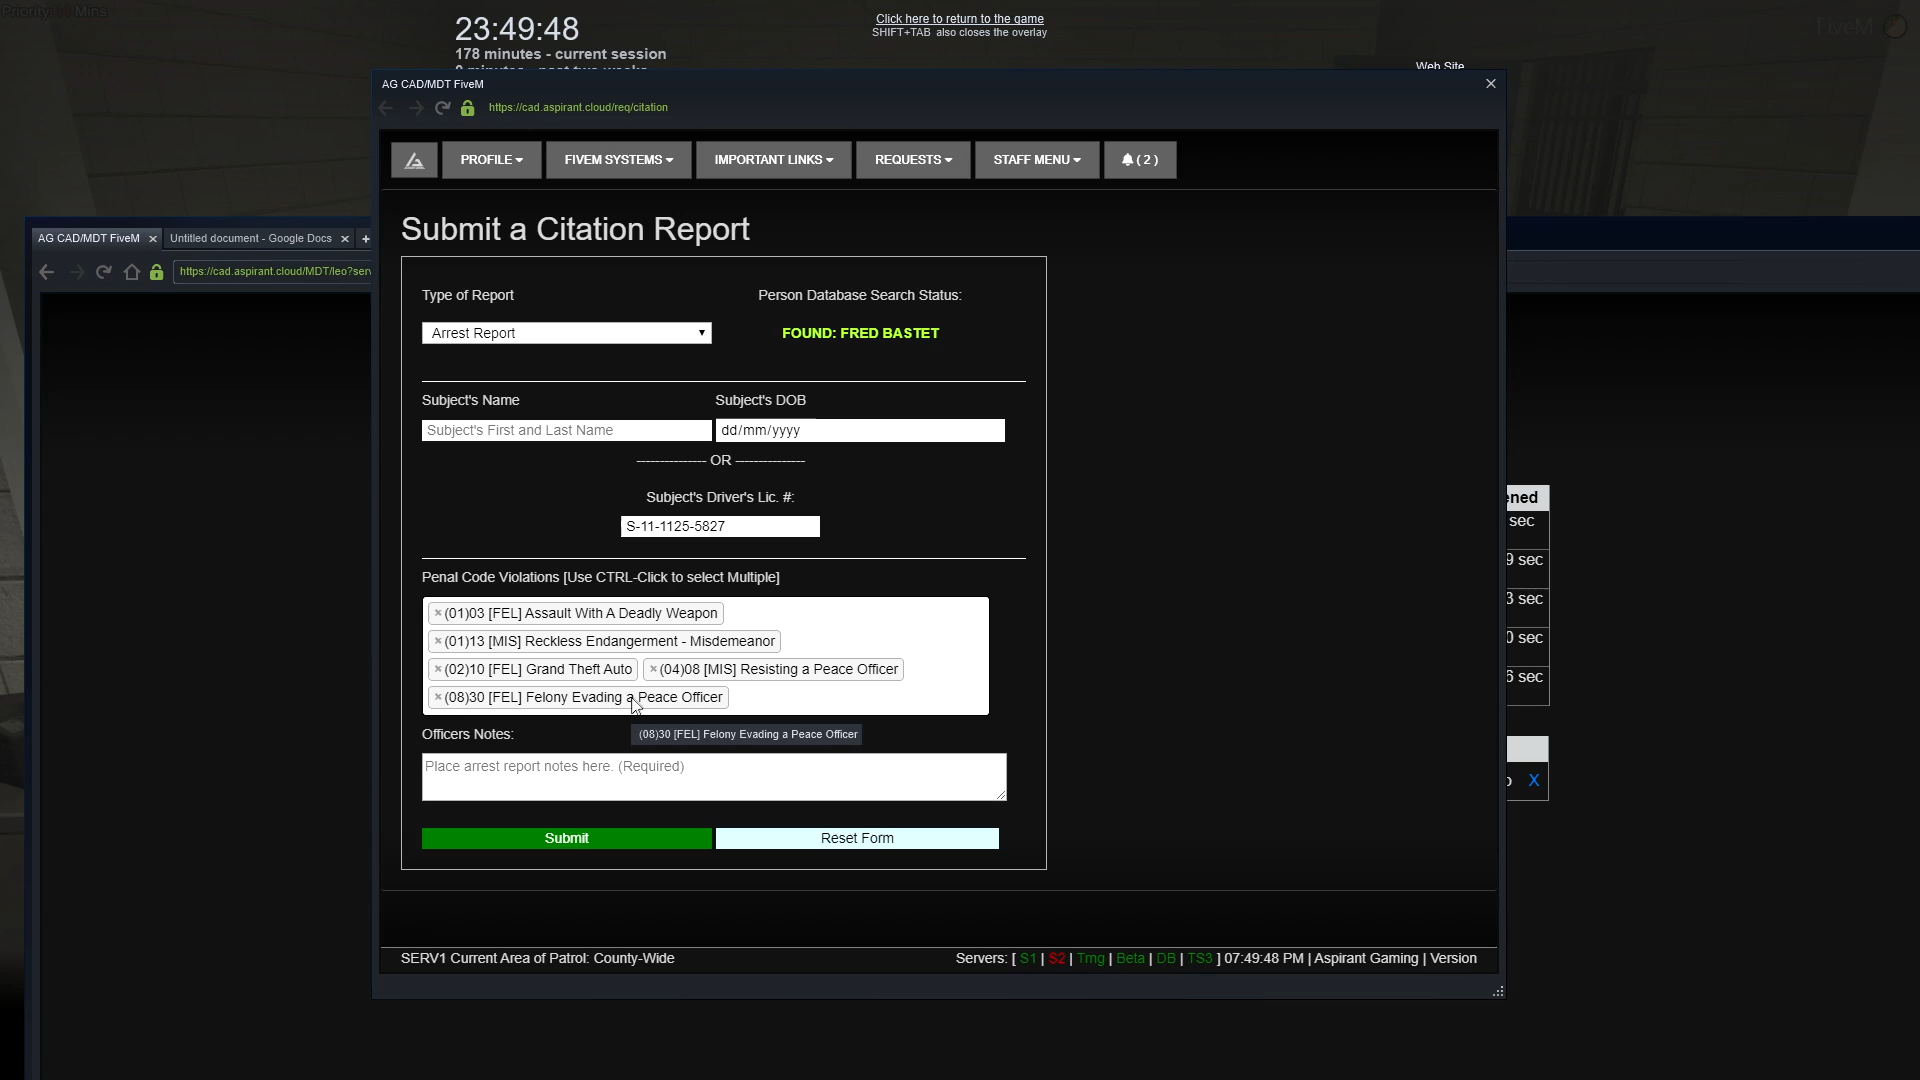 Priority: Mins
23:49:48
178 minutes - current session
Click here to return to the game
SHIFT+TAB also closes the overlay
FiveM
Web Site
AG CAD/MDT FiveM
https://cad.aspirant.cloud/req/citation
PROFILE
FIVEM SYSTEMS
IMPORTANT LINKS
REQUESTS
STAFF MENU
( 2 )
AG CAD/MDT FiveM
Untitled document - Google Docs
https://cad.aspirant.cloud/MDT/leo?serv
Submit a Citation Report
Type of Report
Person Database Search Status:
Arrest Report
FOUND: FRED BASTET
Subject's Name
Subject's DOB
Subject's First and Last Name
dd/mm/yyyy
--------------- OR ---------------
Subject's Driver's Lic. #:
S-11-1125-5827
Penal Code Violations [Use CTRL-Click to select Multiple]
×(01)03 [FEL] Assault With A Deadly Weapon
×(01)13 [MIS] Reckless Endangerment - Misdemeanor
×(02)10 [FEL] Grand Theft Auto ×(04)08 [MIS] Resisting a Peace Officer
×(08)30 [FEL] Felony Evading a Peace Officer
Officers Notes:
(08)30 [FEL] Felony Evading a Peace Officer
Place arrest report notes here. (Required)
Submit
Reset Form
ened
sec
9 sec
3 sec
0 sec
6 sec
X
SERV1 Current Area of Patrol: County-Wide
Servers: [ S1 | S2 | Trng | Beta | DB | TS3 ] 07:49:48 PM | Aspirant Gaming | Version